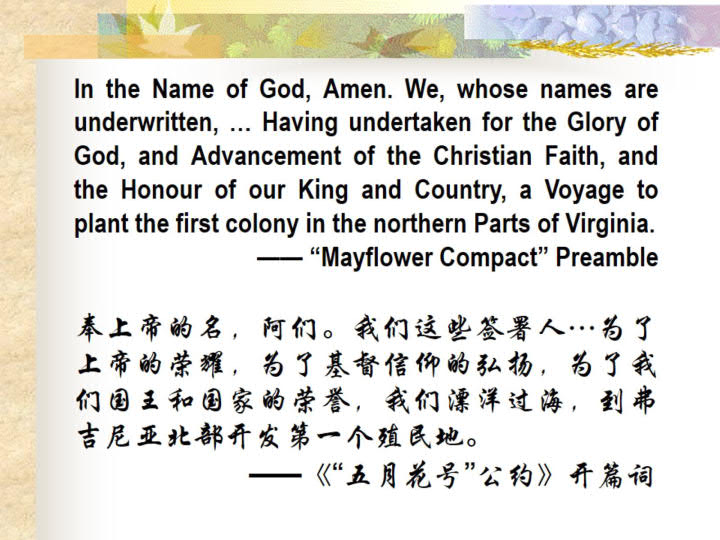 In the Name of God, Amen. We, whose names are
underwritten, … Having undertaken for the Glory of
God, and Advancement of the Christian Faith, and
the Honour of our King and Country, a Voyage to
plant the first colony in the northern Parts of Virginia.
—— “Mayflower Compact” Preamble
奉上帝的名，阿们。我们这些签署人…为了
上帝的荣耀，为了基督信仰的弘扬，为了我
们国王和国家的荣誉，我们漂洋过海，到弗
吉尼亚北部开发第一个殖民地。
——《“五月花号”公约》开篇词